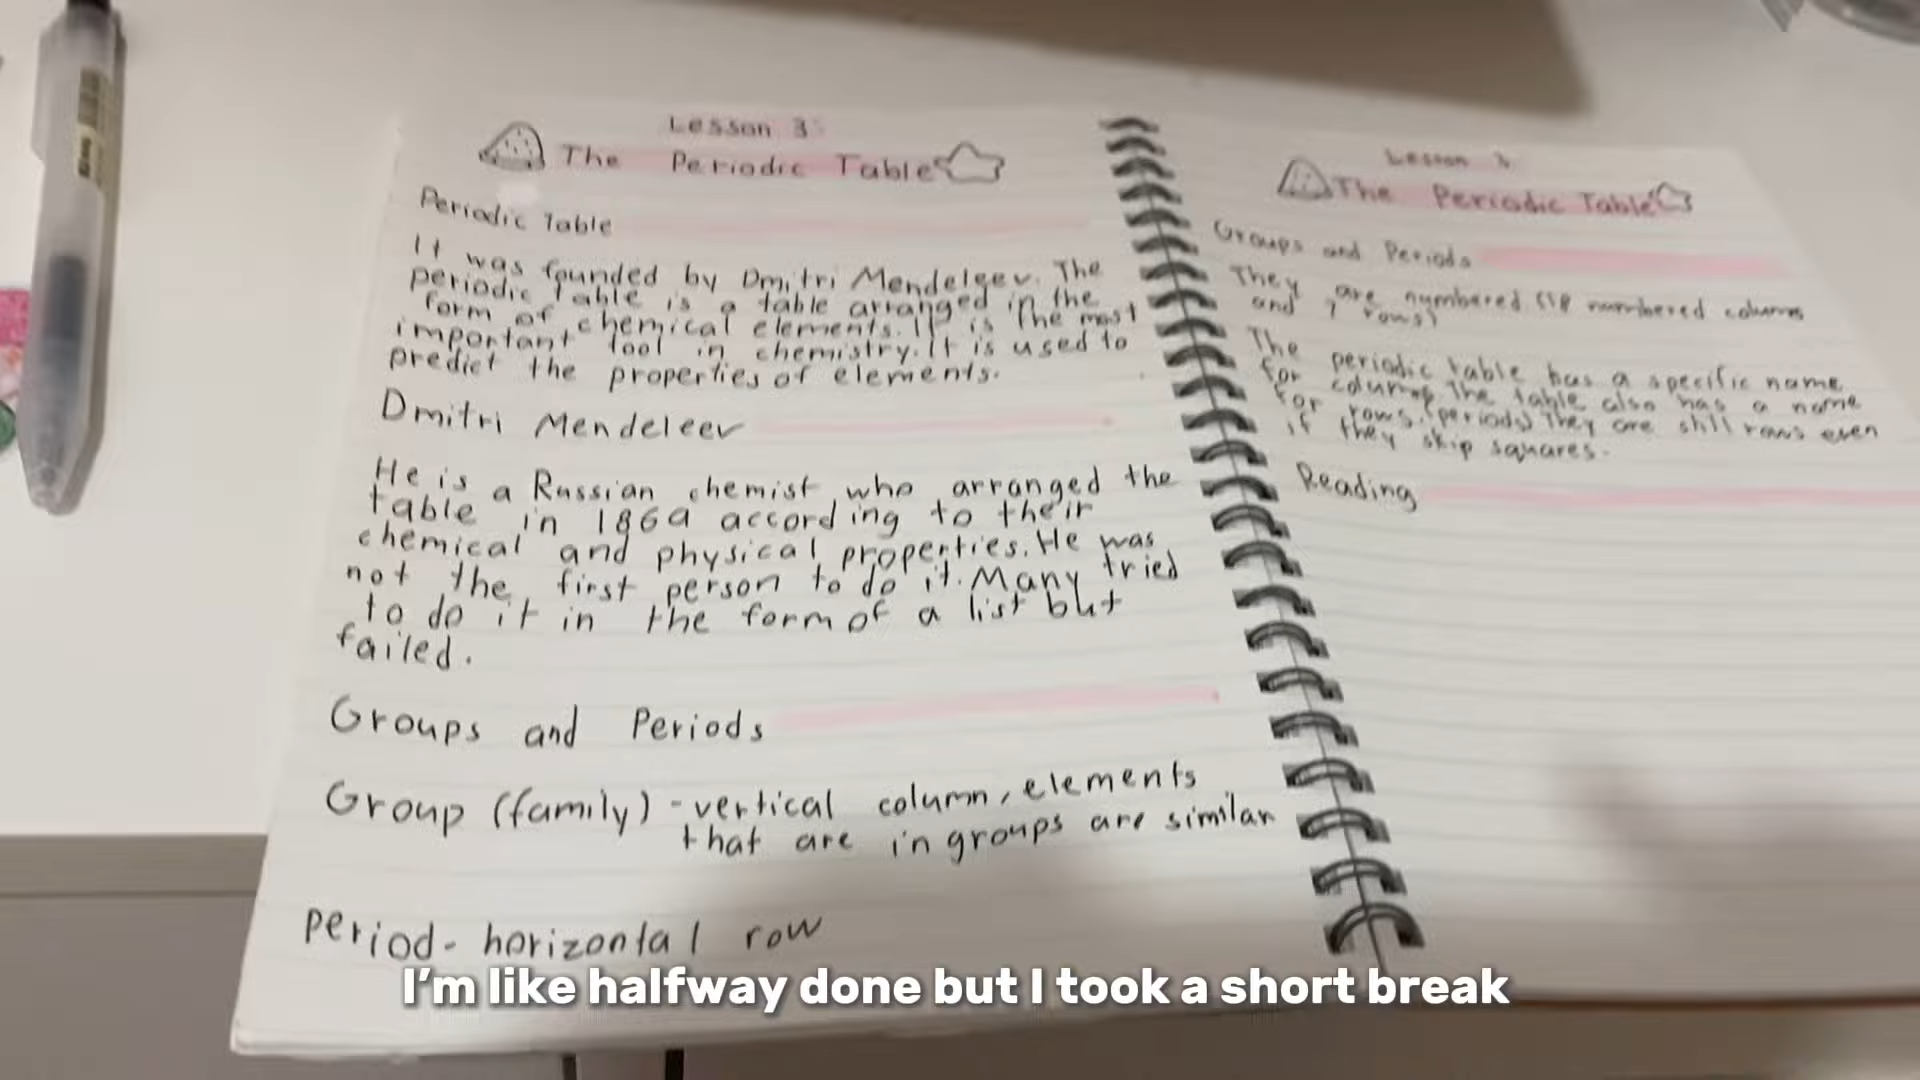 Lesson 3
The Periodic Table
Periodic Table
It was founded by Dmitri Mendeleev. The
periodic table is a table arranged in the
form of chemical elements. It is the most
important tool in chemistry. It is used to
predict the properties of elements.
Dmitri Mendeleev
He is a Russian chemist who arranged the
table in 1869 according to their
chemical and physical properties. He was
not the first person to do it. Many tried
to do it in the form of a list but
failed.
Groups and Periods
Group (family) - vertical column, elements
that are in groups are similar
period - horizontal row
Lesson 3
The Periodic Table
Groups and Periods
They are numbered (18 numbered columns
and 7 rows)
The periodic table has a specific name
for columns The table also has a name
for rows. (periods) They are still rows even
if they skip squares.
Reading
I'm like halfway done but I took a short break